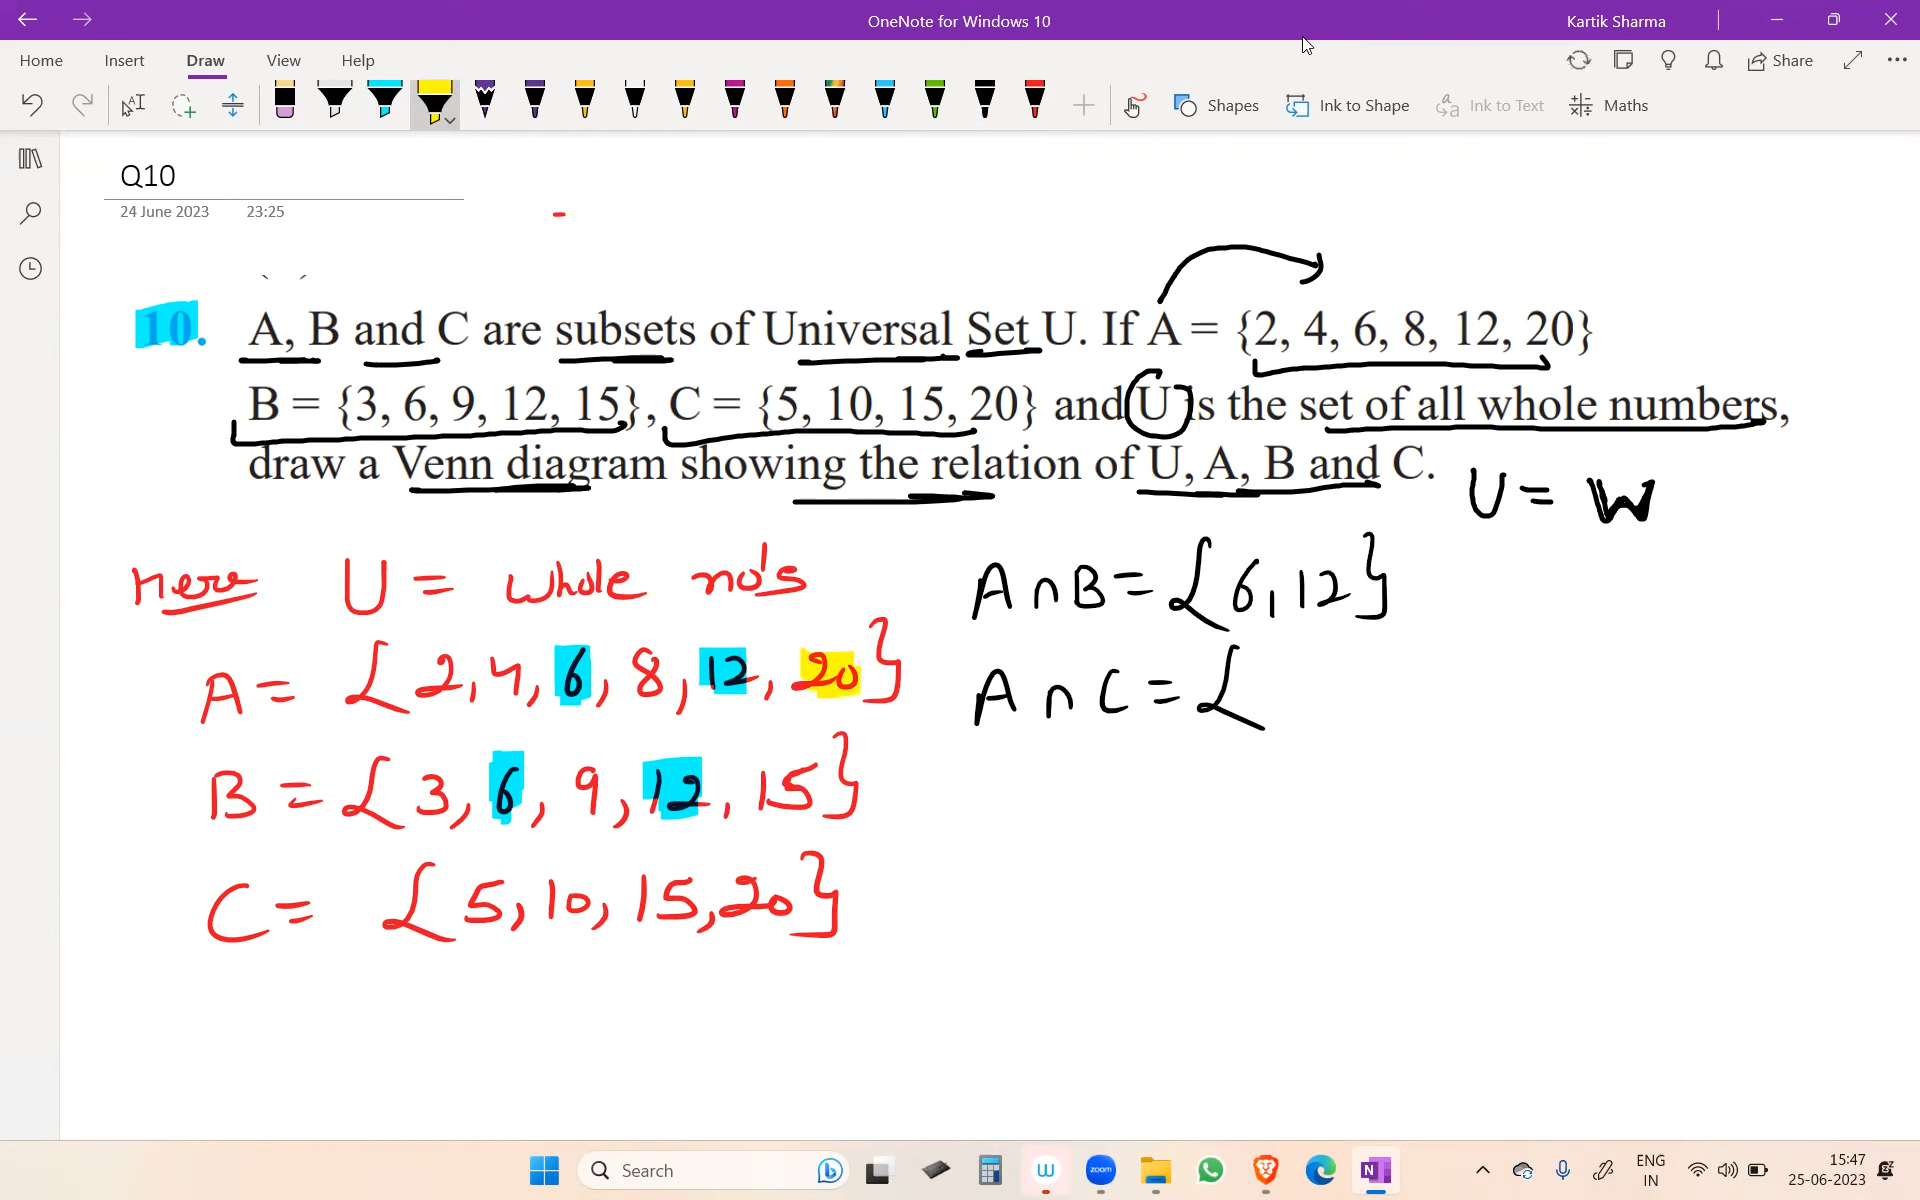 OneNote for Windows 10
Kartik Sharma
Home Insert Draw View Help
Share
Shapes Ink to Shape Ink to Text Maths
Q10
24 June 2023 23:25
10. A, B and C are subsets of Universal Set U. If A = {2, 4, 6, 8, 12, 20}
B = {3, 6, 9, 12, 15}, C = {5, 10, 15, 20} and U is the set of all whole numbers,
draw a Venn diagram showing the relation of U, A, B and C.
U = W
Here U = whole no's
A = {2, 4, 6, 8, 12, 20}
B = {3, 6, 9, 12, 15}
C = {5, 10, 15, 20}
A ∩ B = {6, 12}
A ∩ C = {
Search
zoom
ENG
IN
15:47
25-06-2023